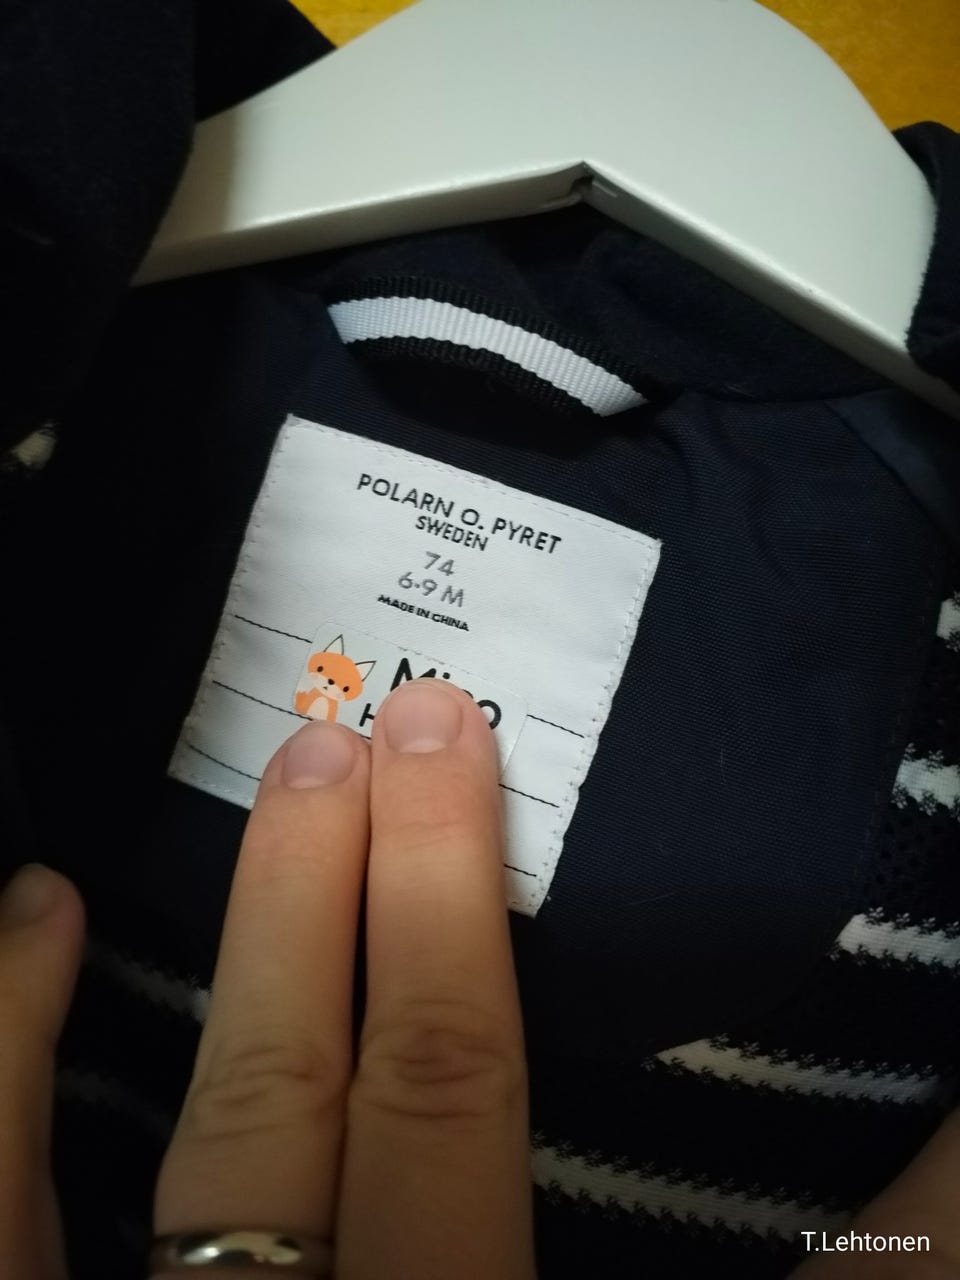 POLARN O. PYRET
SWEDEN
74
6-9 M
MADE IN CHINA
T.Lehtonen